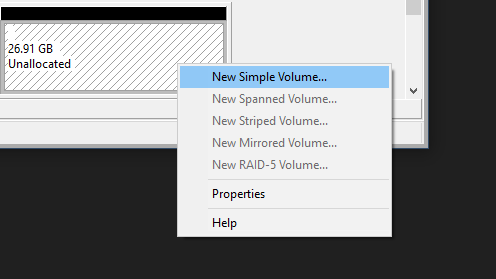 26.91 GB
Unallocated
New Simple Volume...
New Spanned Volume...
New Striped Volume...
New Mirrored Volume...
New RAID-5 Volume...
Properties
Help